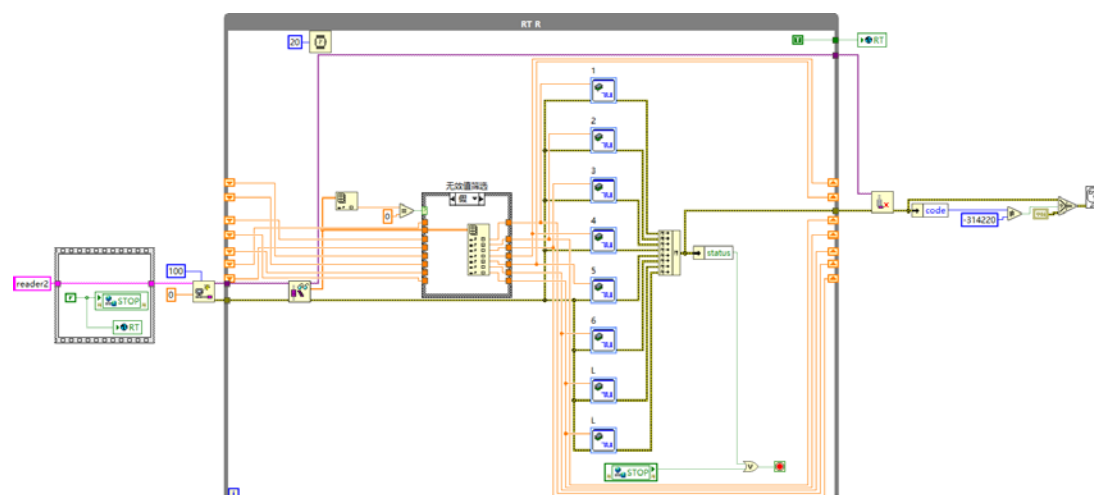 RT R
20
RT
1
2
3
无效值筛选
假
0
4
code
-314220
status
100
5
reader2
0
F
STOP
RT
6
L
L
STOP
i